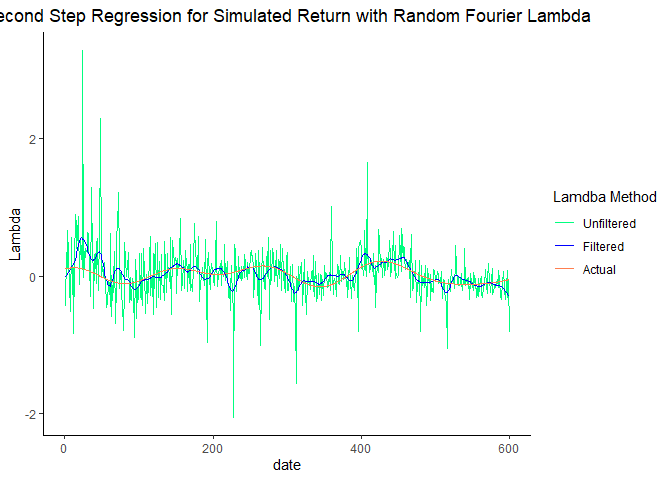 econd Step Regression for Simulated Return with Random Fourier Lambda
2
0
-2
Lambda
0
200
400
600
date
Lamdba Method
Unfiltered
Filtered
Actual